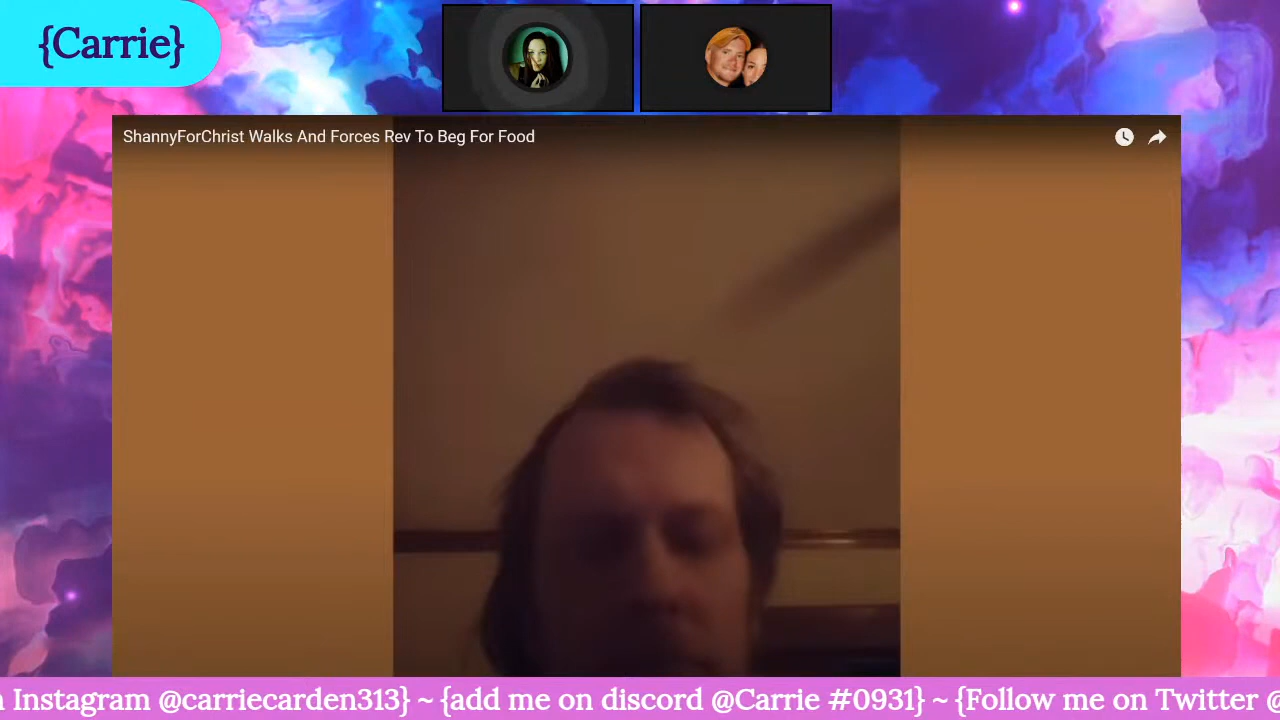 {Carrie}
ShannyForChrist Walks And Forces Rev To Beg For Food
Instagram @carriecarden313} ~ {add me on discord @Carrie #0931} ~ {Follow me on Twitter @